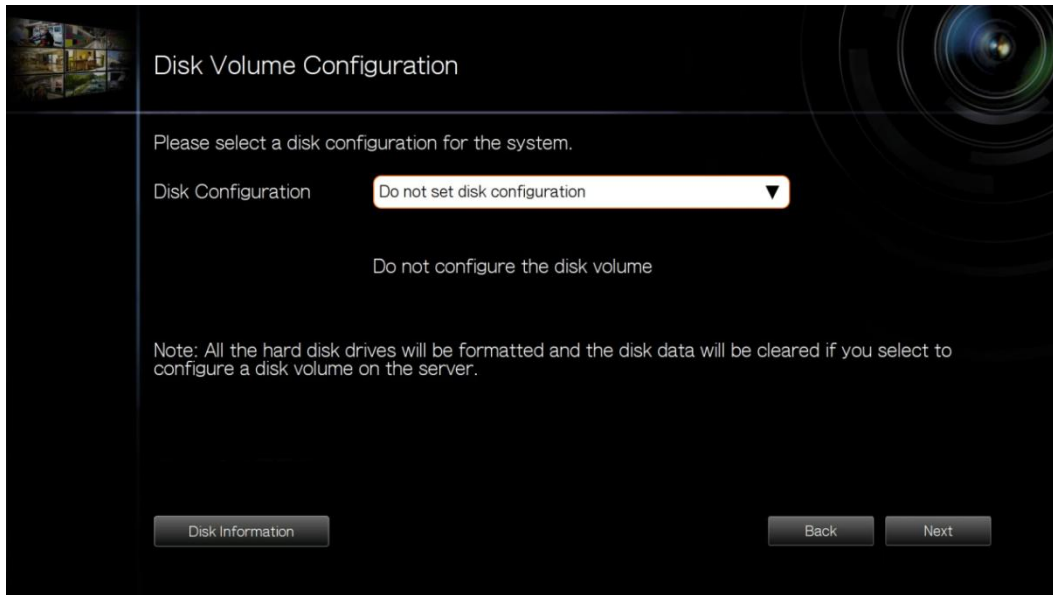 Disk Volume Configuration
Please select a disk configuration for the system.
Disk Configuration
Do not set disk configuration
Do not configure the disk volume
Note: All the hard disk drives will be formatted and the disk data will be cleared if you select to
configure a disk volume on the server.
Disk Information
Back
Next